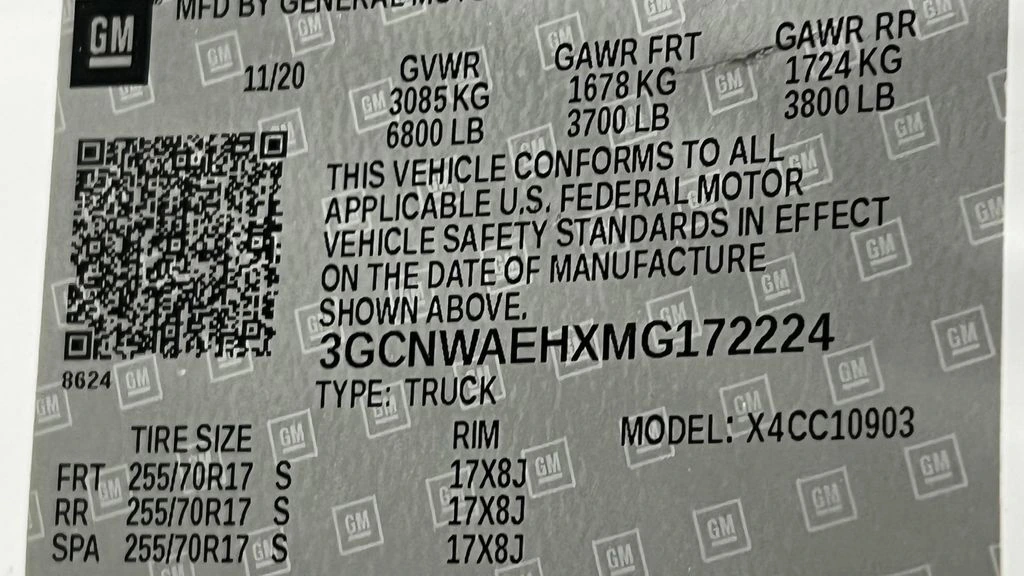 GM MFD BY GENERAL
11/20 GVWR GAWR FRT GAWR RR
3085 KG 1678 KG 1724 KG
6800 LB 3700 LB 3800 LB
THIS VEHICLE CONFORMS TO ALL
APPLICABLE U.S. FEDERAL MOTOR
VEHICLE SAFETY STANDARDS IN EFFECT
ON THE DATE OF MANUFACTURE
SHOWN ABOVE.
3GCNWAEHXMG172224
8624
TYPE: TRUCK
TIRE SIZE RIM MODEL: X4CC10903
FRT 255/70R17 S 17X8J
RR 255/70R17 S 17X8J
SPA 255/70R17 S 17X8J